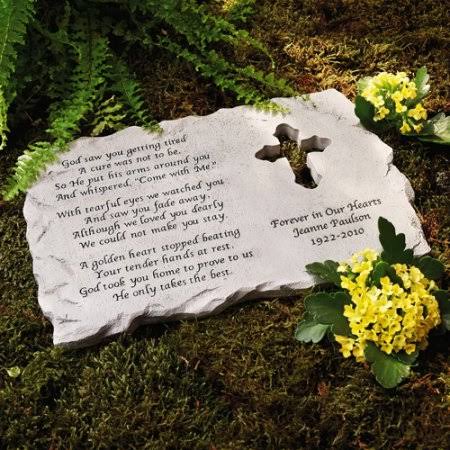 God saw you getting tired
A cure was not to be.
So He put his arms around you
And whispered, "Come with Me"
With tearful eyes we watched you
And saw you fade away.
Although we loved you dearly
We could not make you stay.
A golden heart stopped beating
Your tender hands at rest.
God took you home to prove to us
He only takes the best.
Forever in Our Hearts
Jeanne Paulson
1922-2010